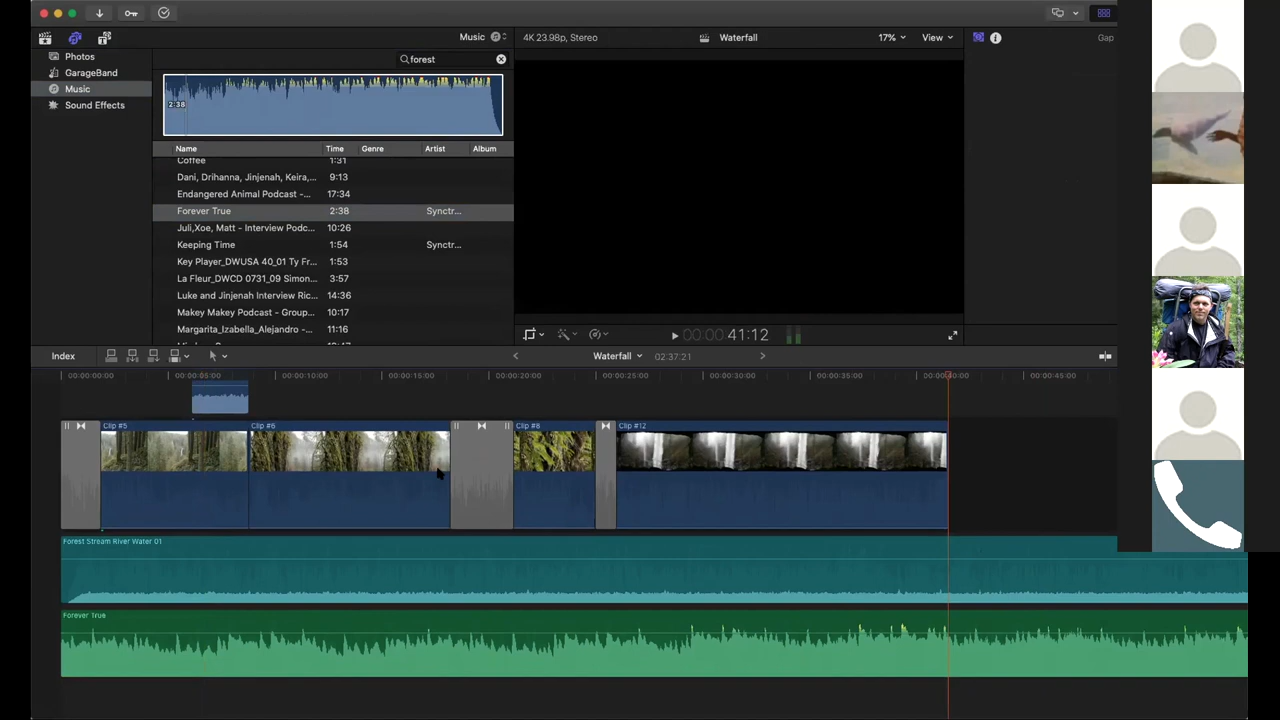 Music
forest
4K 23.98p, Stereo
Waterfall
17%
View
Gap
Photos
GarageBand
Music
Sound Effects
2:38
Name Time Genre Artist Album
Coffee 1:31
Dani, Drihanna, Jinjenah, Keira,... 9:13
Endangered Animal Podcast -... 17:34
Forever True 2:38 Synctr...
Juli,Xoe, Matt - Interview Podc... 10:26
Keeping Time 1:54 Synctr...
Key Player_DWUSA 40_01 Ty Fr... 1:53
La Fleur_DWCD 0731_09 Simon... 3:57
Luke and Jinjenah Interview Ric... 14:36
Makey Makey Podcast - Group... 10:17
Margarita_Izabella_Alejandro -... 11:16
00:00:41:12
Index
Waterfall
02:37:21
00:00:00:00 00:00:05:00 00:00:10:00 00:00:15:00 00:00:20:00 00:00:25:00 00:00:30:00 00:00:35:00 00:00:40:00 00:00:45:00
Clip #5 Clip #6 Clip #8 Clip #12
Forest Stream River Water 01
Forever True